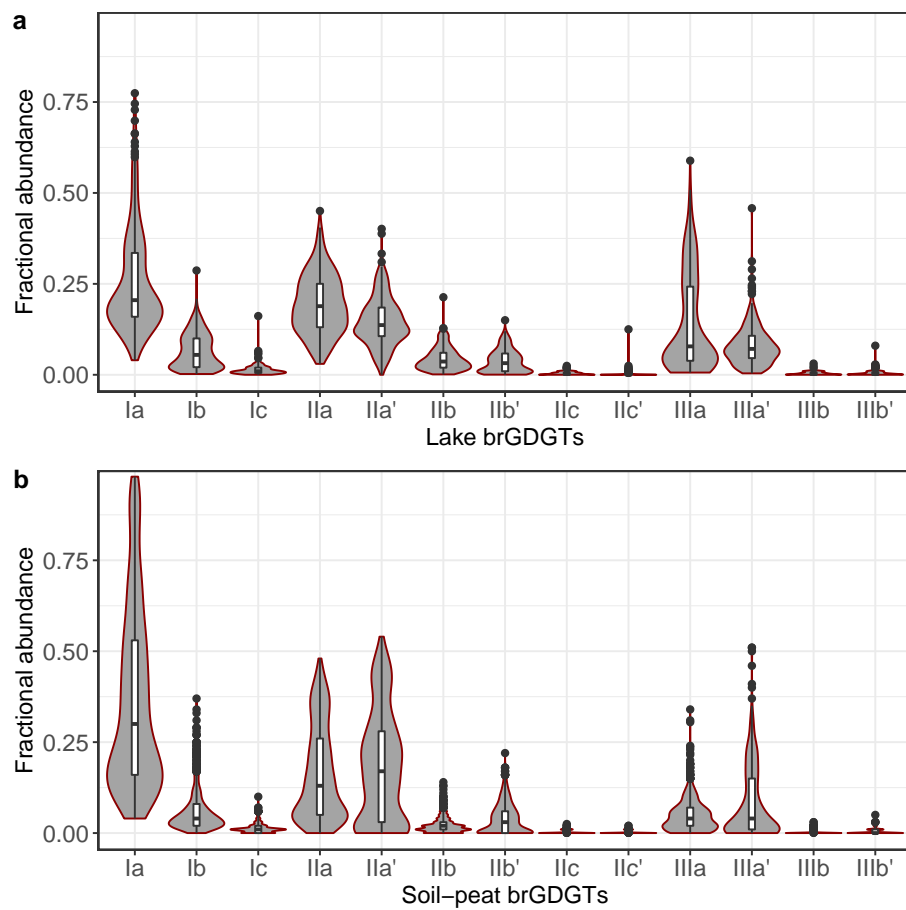 a
Fractional abundance
0.75
0.50
0.25
0.00
Ia Ib Ic IIa IIa' IIb IIb' IIc IIc' IIIa IIIa' IIIb IIIb'
Lake brGDGTs
b
Fractional abundance
0.75
0.50
0.25
0.00
Ia Ib Ic IIa IIa' IIb IIb' IIc IIc' IIIa IIIa' IIIb IIIb'
Soil−peat brGDGTs